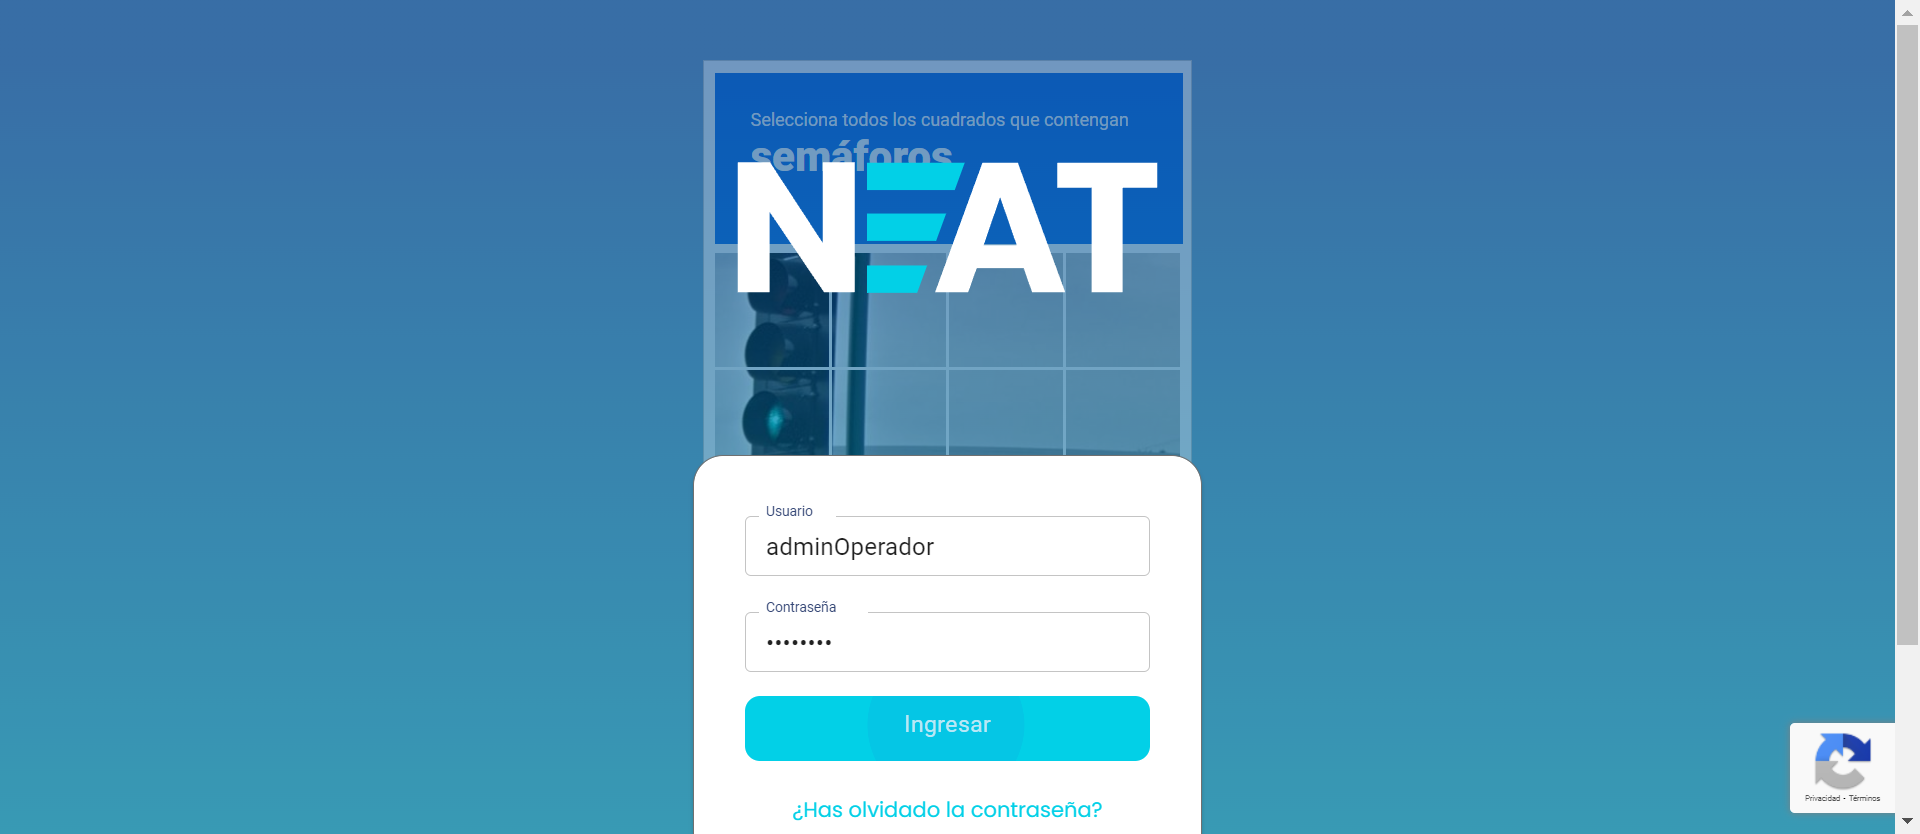 Selecciona todos los cuadrados que contengan
semáforos
NEAT
Usuario
adminOperador
Contraseña
••••••••
Ingresar
¿Has olvidado la contraseña?
Privacidad - Términos